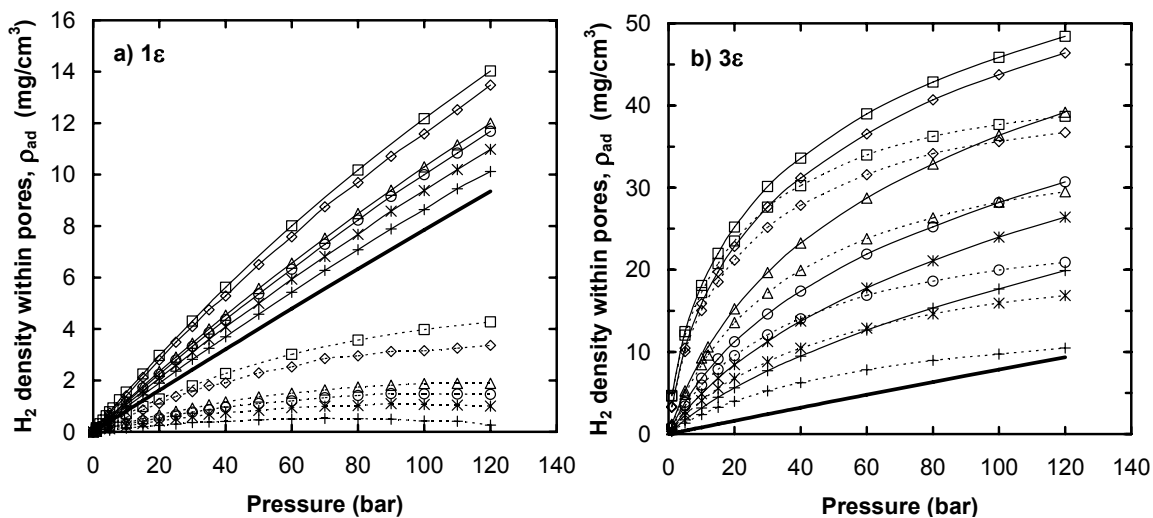 a) 1ε
H₂ density within pores, ρad (mg/cm³)
16
14
12
10
8
6
4
2
0
0 20 40 60 80 100 120 140
Pressure (bar)
b) 3ε
H₂ density within pores, ρad (mg/cm³)
50
40
30
20
10
0
0 20 40 60 80 100 120 140
Pressure (bar)